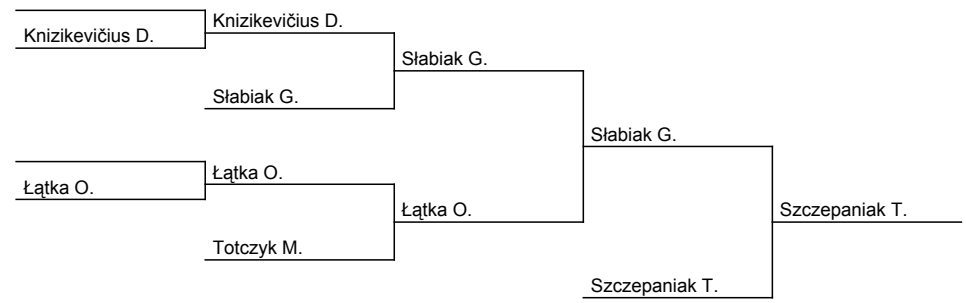 Knizikevičius D.
Knizikevičius D.
Słabiak G.
Słabiak G.
Słabiak G.
Łątka O.
Łątka O.
Łątka O.
Totczyk M.
Szczepaniak T.
Szczepaniak T.